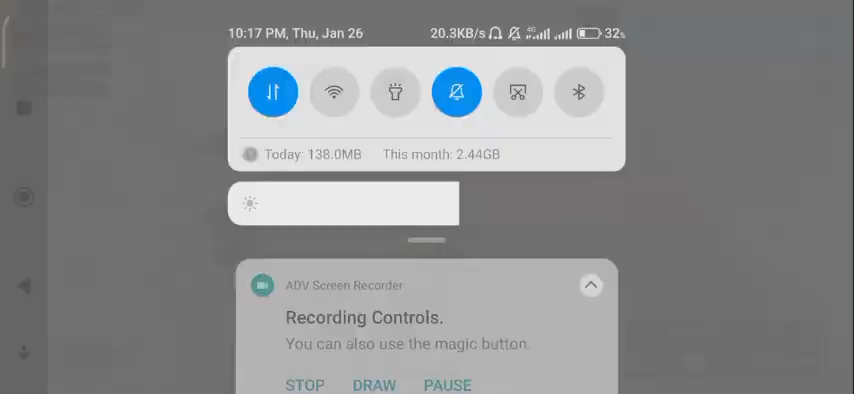 10:17 PM, Thu, Jan 26 20.3KB/s 4G 32%
Today: 138.0MB This month: 2.44GB
ADV Screen Recorder
Recording Controls.
You can also use the magic button.
STOP DRAW PAUSE